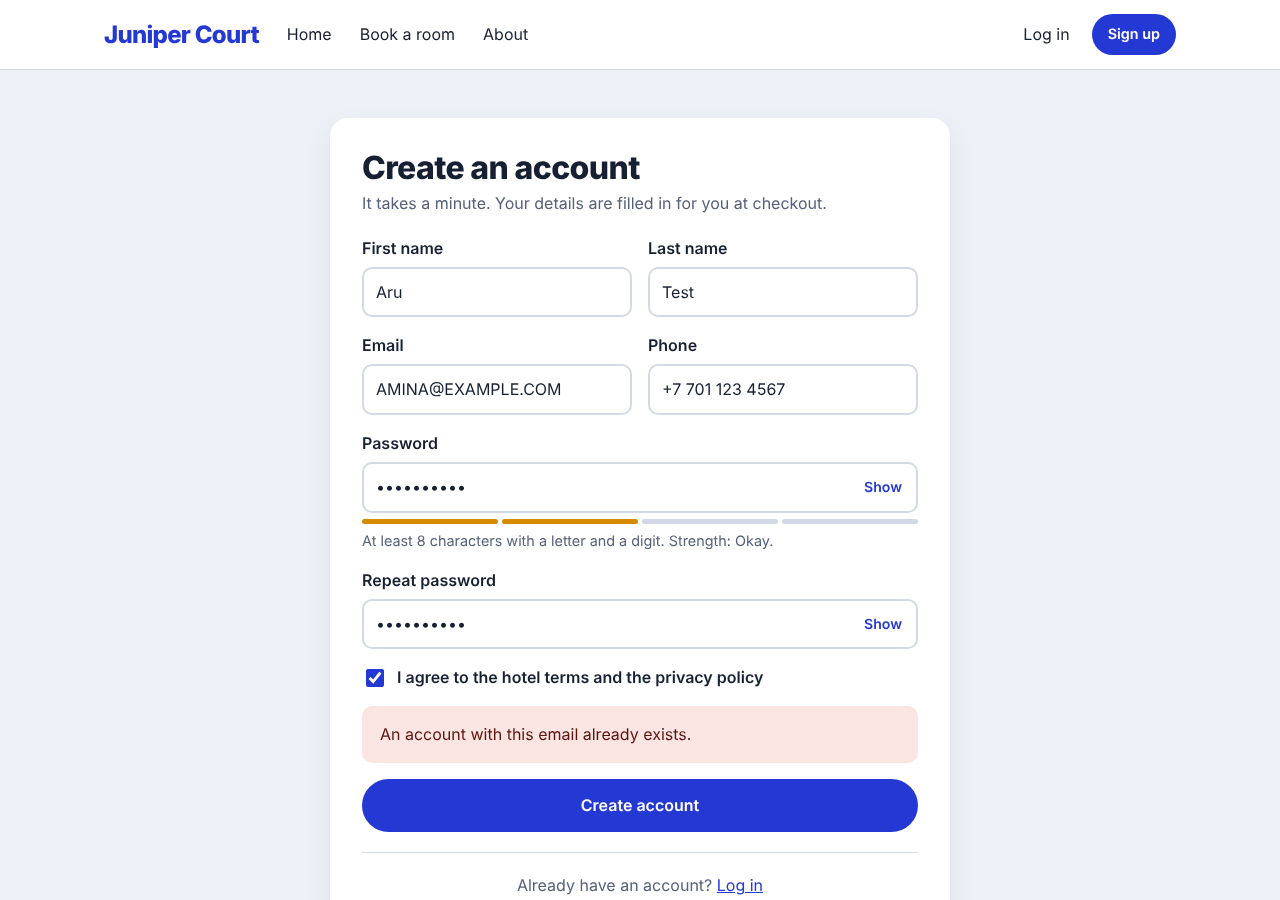 Juniper Court Home Book a room About Log in Sign up
Create an account
It takes a minute. Your details are filled in for you at checkout.
First name Last name
Aru Test
Email Phone
AMINA@EXAMPLE.COM +7 701 123 4567
Password
•••••••••• Show
At least 8 characters with a letter and a digit. Strength: Okay.
Repeat password
•••••••••• Show
I agree to the hotel terms and the privacy policy
An account with this email already exists.
Create account
Already have an account? Log in